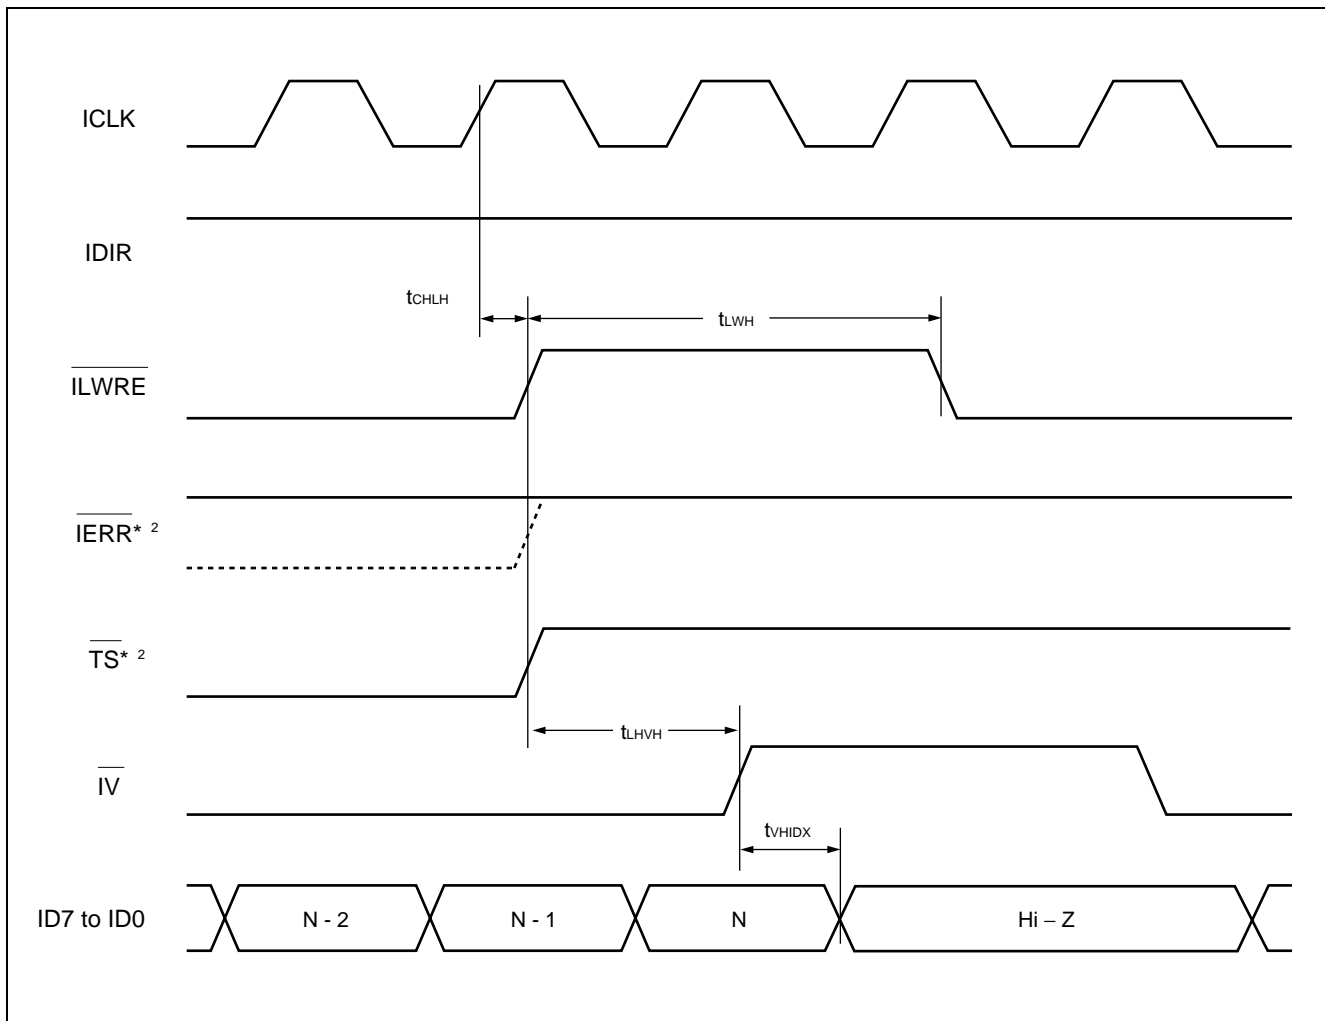 ICLK
IDIR
tCHLH
tLWH
ILWRE
IERR* 2
TS* 2
tLHVH
IV
tVHIDX
ID7 to ID0
N - 2
N - 1
N
Hi – Z